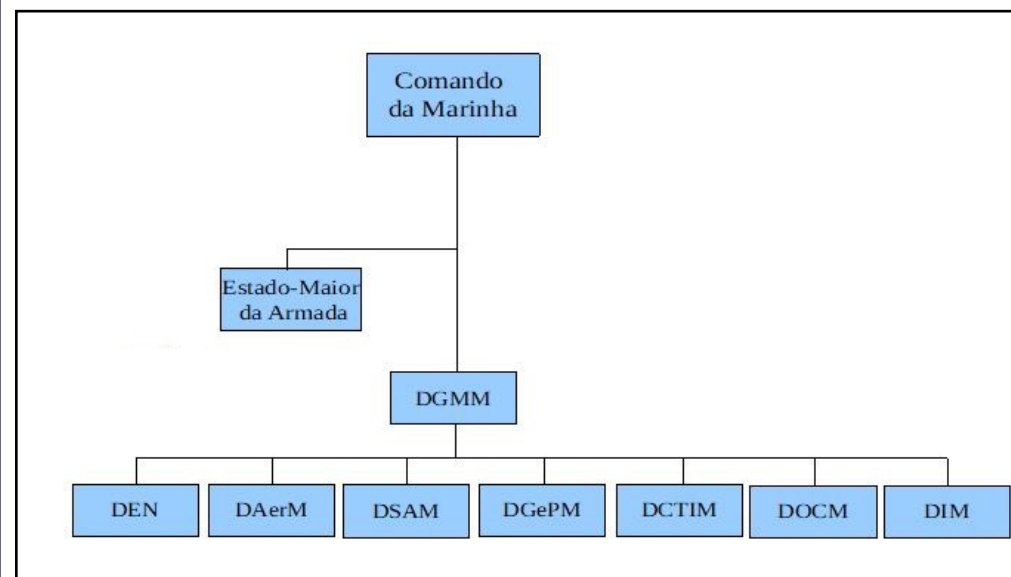 Comando
da Marinha
Estado-Maior
da Armada
DGMM
DEN
DAerM
DSAM
DGePM
DCTIM
DOCM
DIM